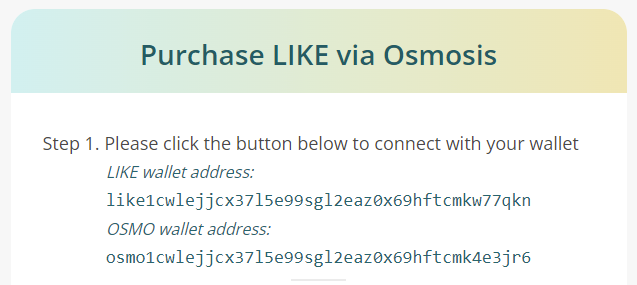 Purchase LIKE via Osmosis
Step 1. Please click the button below to connect with your wallet
LIKE wallet address:
like1cwlejjcx37l5e99sgl2eaz0x69hftcmkw77qkn
OSMO wallet address:
osmo1cwlejjcx37l5e99sgl2eaz0x69hftcmk4e3jr6